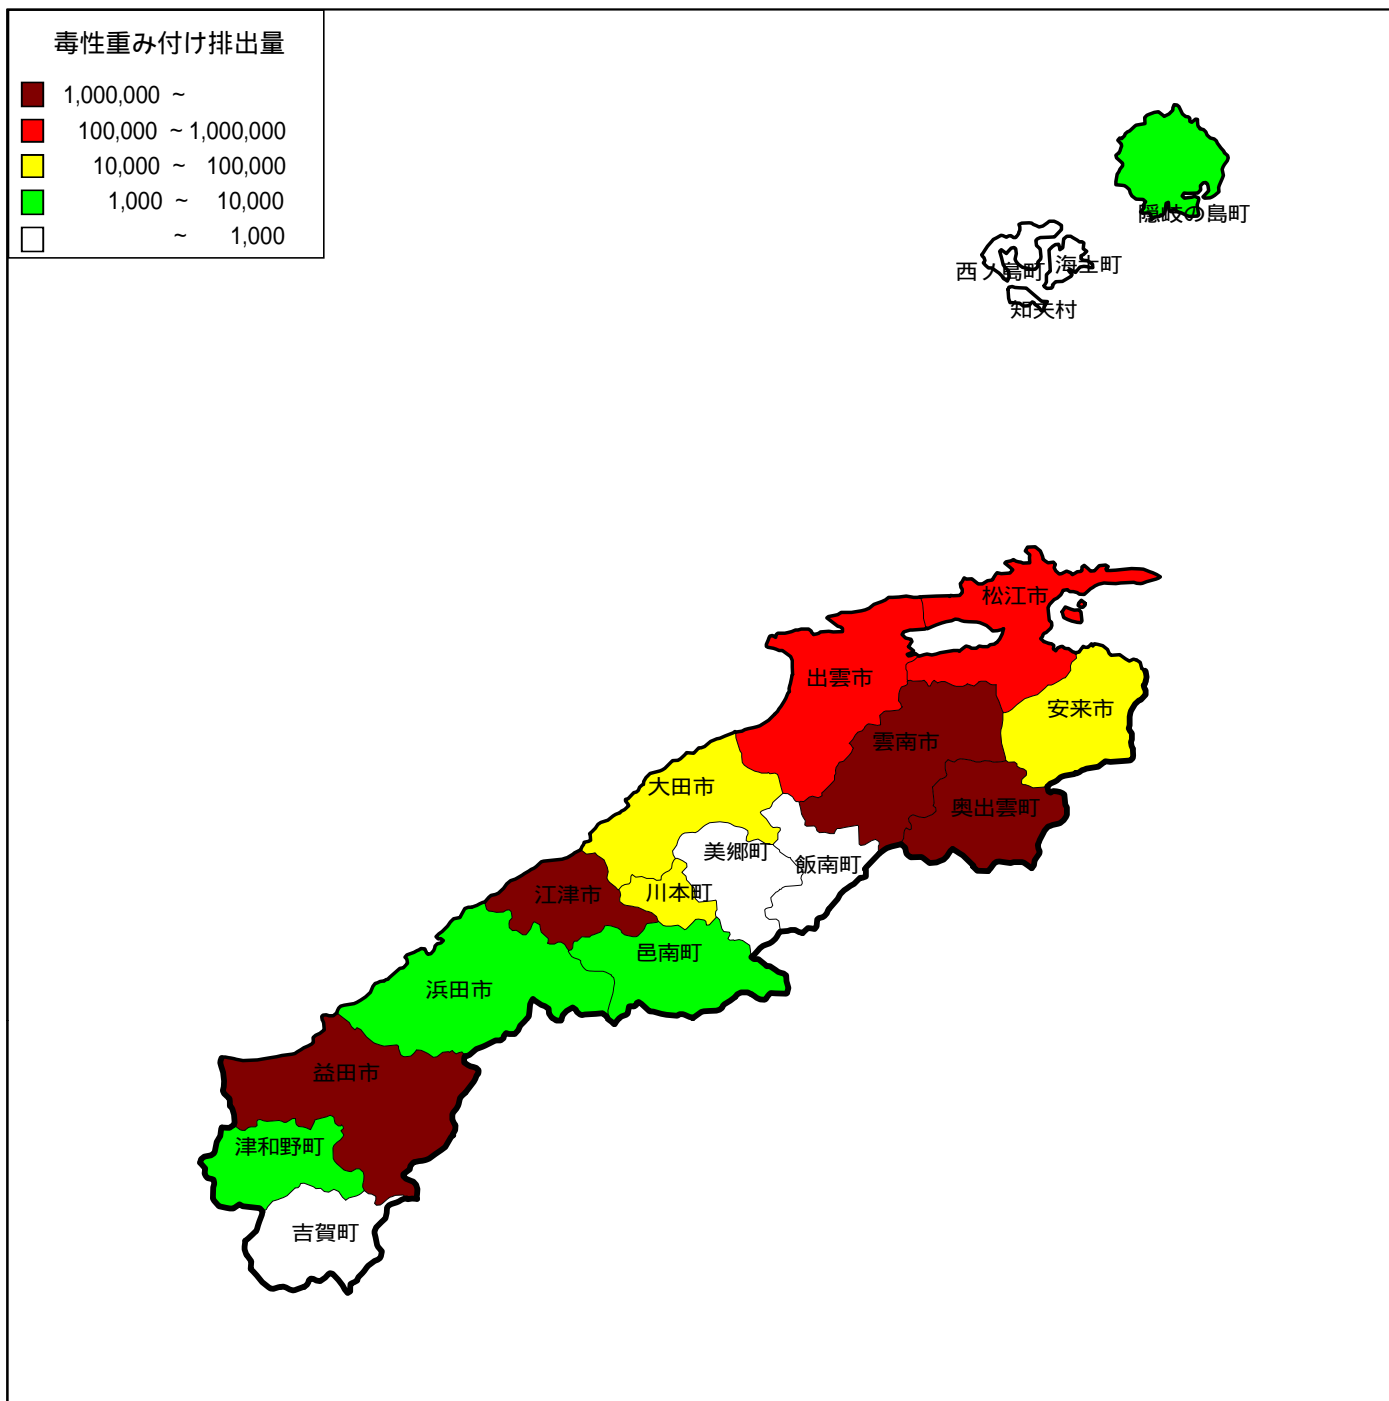 毒性重み付け排出量
1,000,000 ~
100,000 ~ 1,000,000
10,000 ~ 100,000
1,000 ~ 10,000
~ 1,000
隠岐の島町
西ノ島町
海士町
知夫村
松江市
出雲市
安来市
雲南市
大田市
奥出雲町
美郷町
飯南町
江津市
川本町
邑南町
浜田市
益田市
津和野町
吉賀町